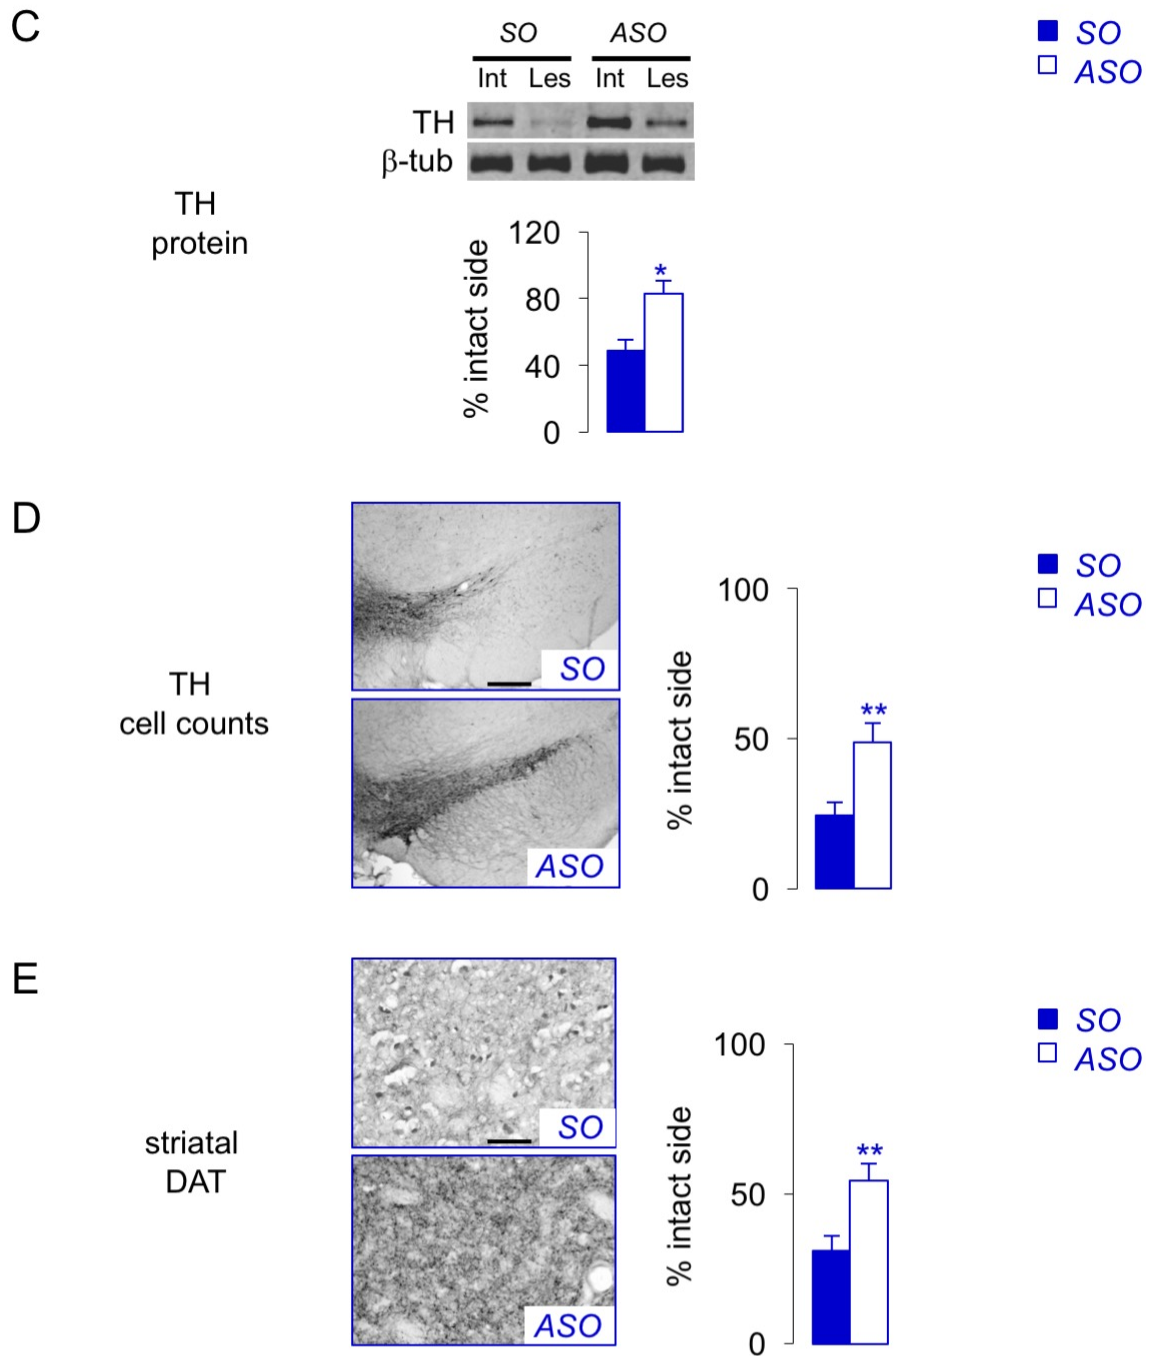 C
SO ASO
Int Les Int Les
TH
β-tub
SO
ASO
TH
protein
% intact side
120
80
40
0
*
D
TH
cell counts
SO
ASO
% intact side
100
50
0
**
SO
ASO
E
striatal
DAT
SO
ASO
% intact side
100
50
0
**
SO
ASO